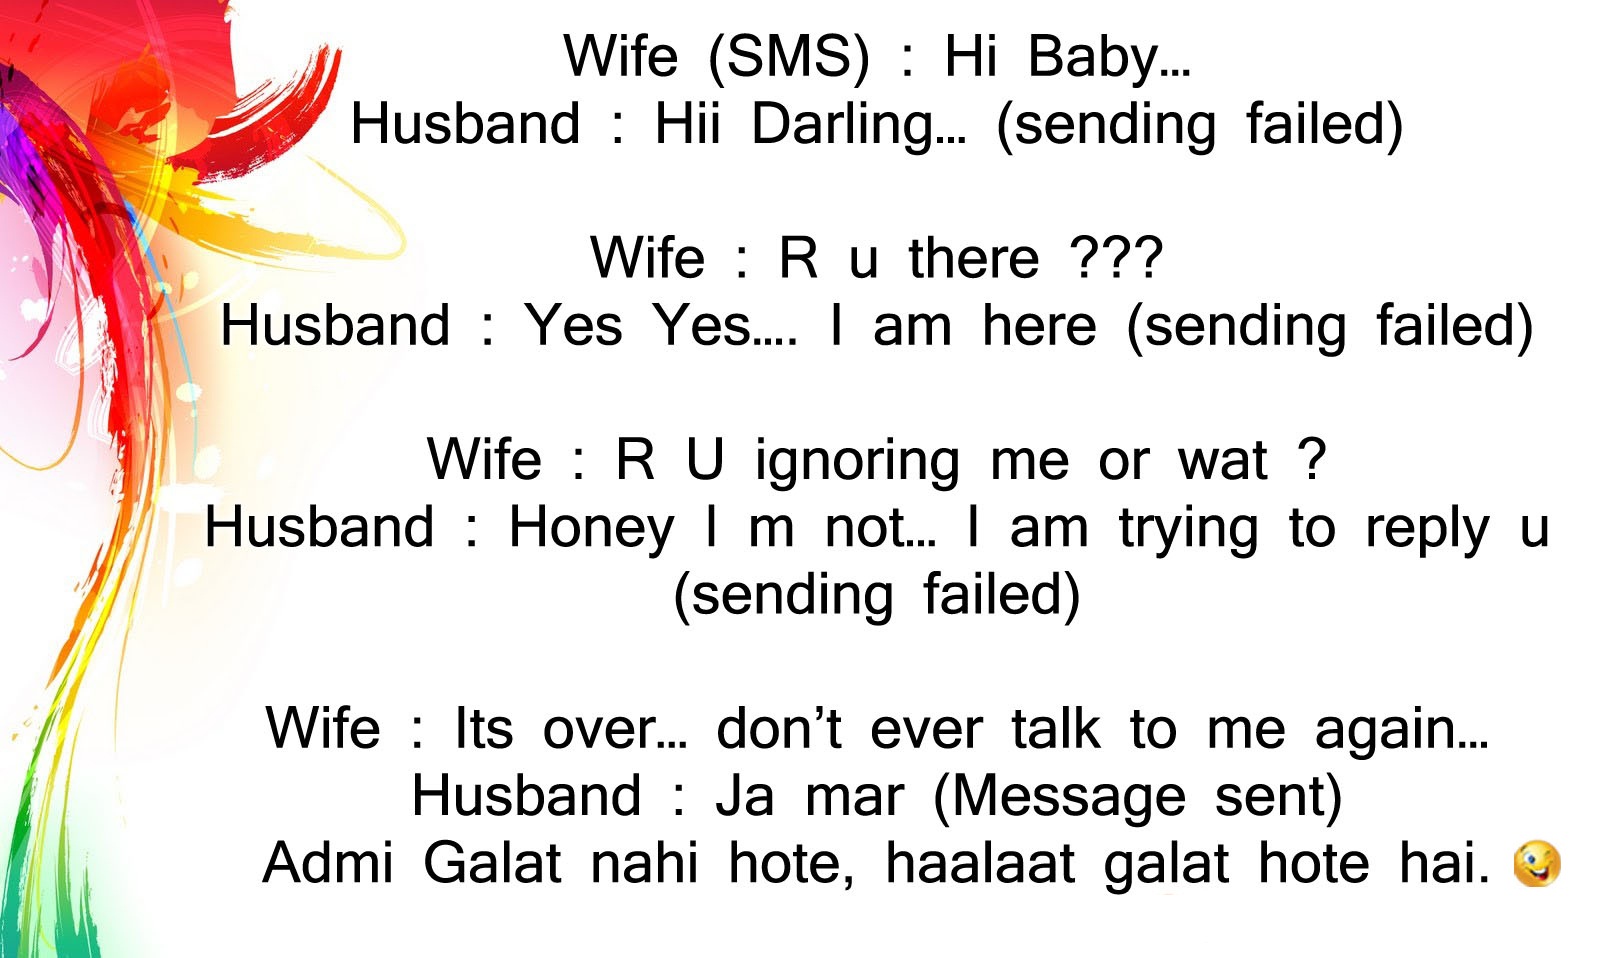 Wife (SMS) : Hi Baby…
Husband : Hii Darling… (sending failed)
Wife : R u there ???
Husband : Yes Yes…. I am here (sending failed)
Wife : R U ignoring me or wat ?
Husband : Honey I m not… I am trying to reply u
(sending failed)
Wife : Its over… don’t ever talk to me again…
Husband : Ja mar (Message sent)
Admi Galat nahi hote, haalaat galat hote hai.